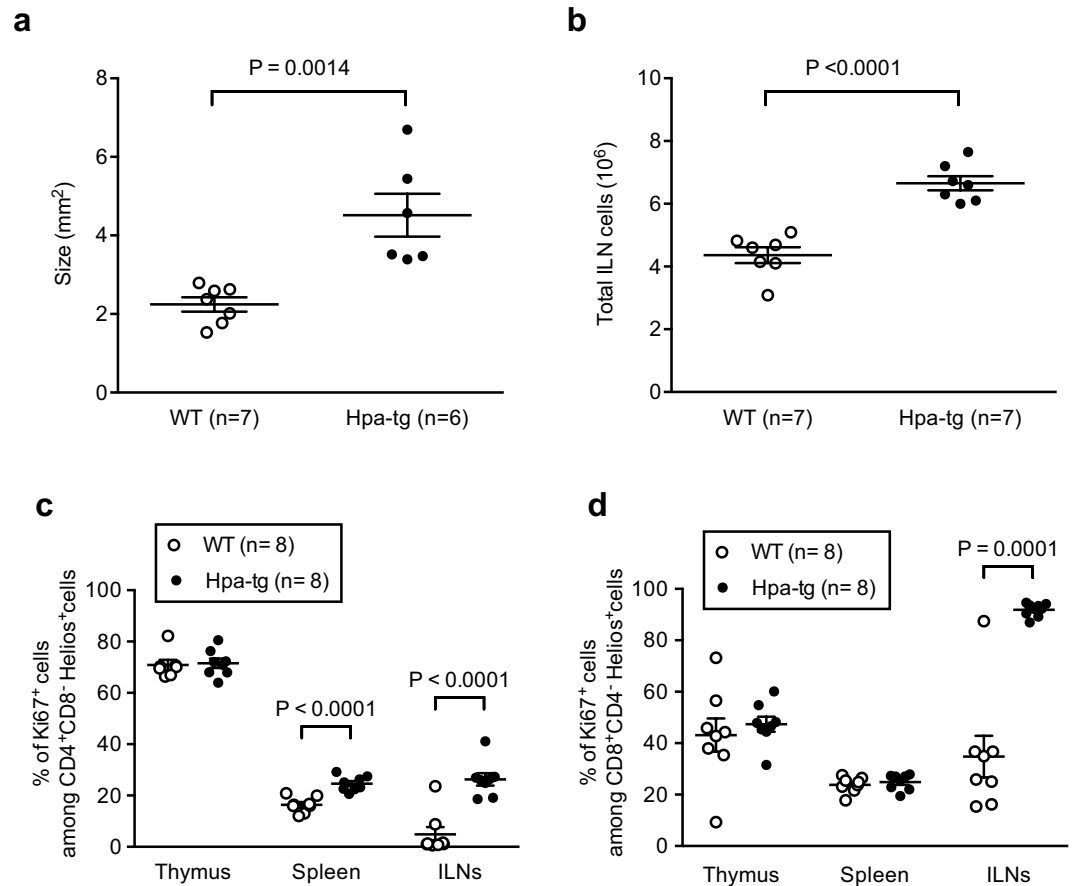 a
P = 0.0014
8
6
4
2
0
Size (mm²)
WT (n=7)
Hpa-tg (n=6)
b
P <0.0001
10
8
6
4
2
0
Total ILN cells (10⁶)
WT (n=7)
Hpa-tg (n=7)
c
WT (n= 8)
Hpa-tg (n= 8)
100
80
60
40
20
0
% of Ki67⁺ cells
among CD4⁺CD8⁻ Helios⁺cells
P < 0.0001
P < 0.0001
Thymus
Spleen
ILNs
d
WT (n= 8)
Hpa-tg (n= 8)
100
80
60
40
20
0
% of Ki67⁺ cells
among CD8⁺CD4⁻ Helios⁺cells
P = 0.0001
Thymus
Spleen
ILNs